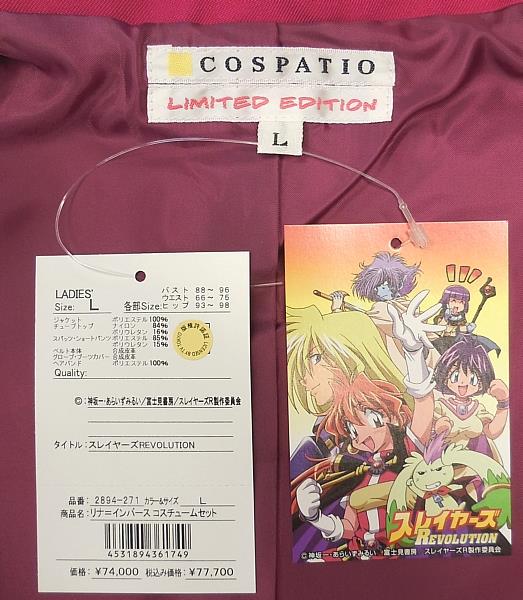 COSPATIO
LIMITED EDITION
L
LADIES'
Size: L 各部Size:
バスト 88～96
ウエスト 66～75
ヒップ 93～98
ジャケット ポリエステル100%
チューブトップ ナイロン 84%
ポリウレタン 16%
スパッツ・ショートパンツ ポリエステル 85%
ポリウレタン 15%
ベルト本体 合成皮革
グローブ・ブーツカバー 合成皮革
ヘアバンド ポリエステル100%
Quality:
©：神坂一・あらいずみるい／富士見書房／スレイヤーズR製作委員会
タイトル：スレイヤーズREVOLUTION
品番： 2894-271 カラー&サイズ L
商品名：リナ＝インバース コスチュームセット
4531894361749
価格：¥74,000 税込み価格：¥77,700
スレイヤーズ
REVOLUTION
©神坂一・あらいずみるい 富士見書房 スレイヤーズR製作委員会